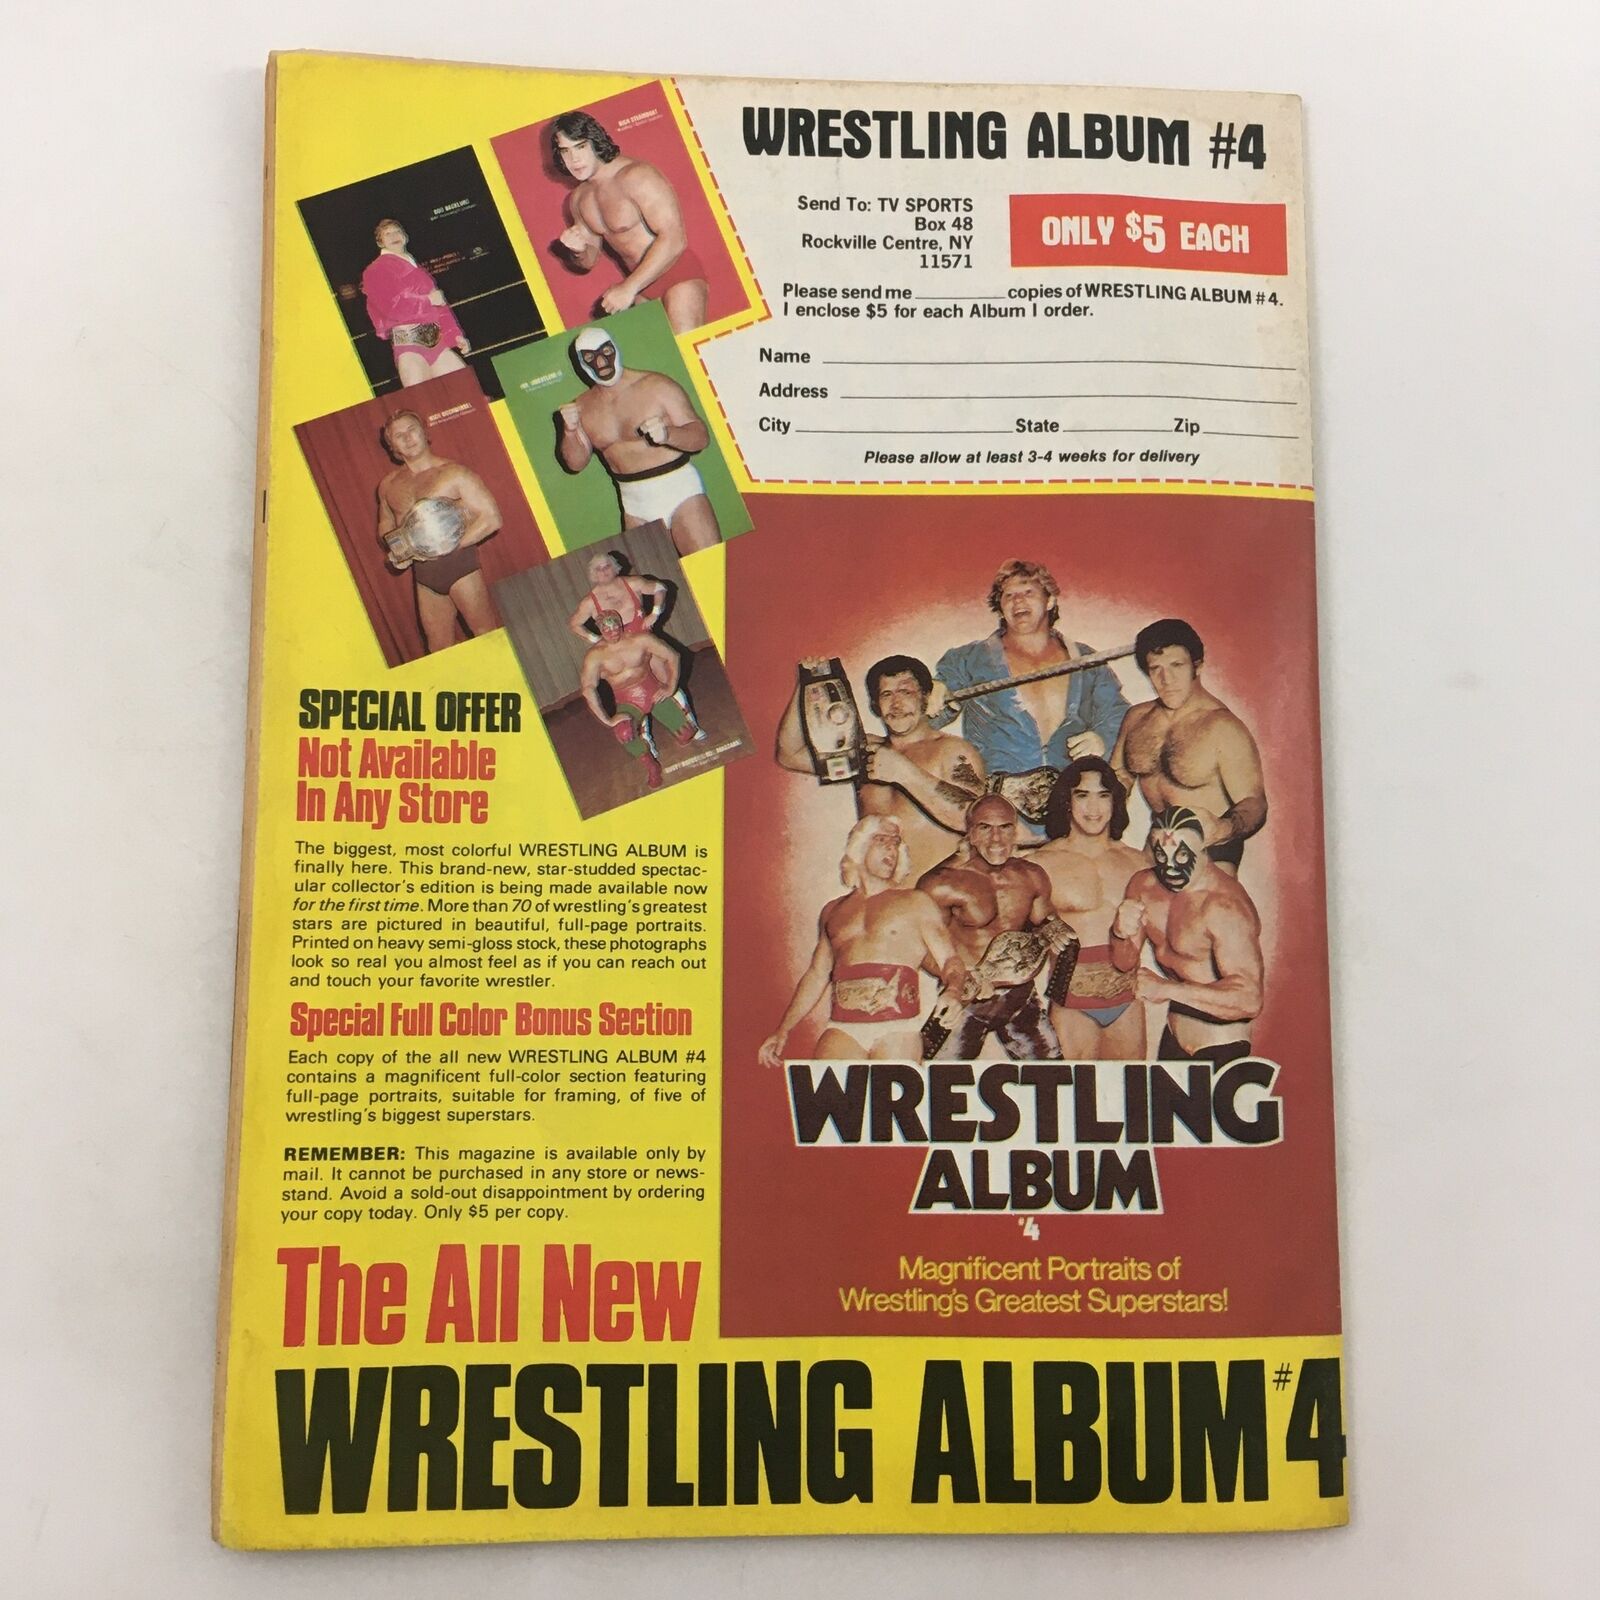 RICK STEAMBOAT
BOB BACKLUND
MR. WRESTLING II
NICK BOCKWINKEL
WRESTLING ALBUM #4
Send To: TV SPORTS
Box 48
Rockville Centre, NY
11571
ONLY $5 EACH
Please send me ________ copies of WRESTLING ALBUM #4.
I enclose $5 for each Album I order.
Name
Address
City State Zip
Please allow at least 3-4 weeks for delivery
SPECIAL OFFER
Not Available
In Any Store
The biggest, most colorful WRESTLING ALBUM is
finally here. This brand-new, star-studded spectac-
ular collector's edition is being made available now
for the first time. More than 70 of wrestling's greatest
stars are pictured in beautiful, full-page portraits.
Printed on heavy semi-gloss stock, these photographs
look so real you almost feel as if you can reach out
and touch your favorite wrestler.
Special Full Color Bonus Section
Each copy of the all new WRESTLING ALBUM #4
contains a magnificent full-color section featuring
full-page portraits, suitable for framing, of five of
wrestling's biggest superstars.
REMEMBER: This magazine is available only by
mail. It cannot be purchased in any store or news-
stand. Avoid a sold-out disappointment by ordering
your copy today. Only $5 per copy.
WRESTLING
ALBUM
#4
Magnificent Portraits of
Wrestling's Greatest Superstars!
The All New
WRESTLING ALBUM #4